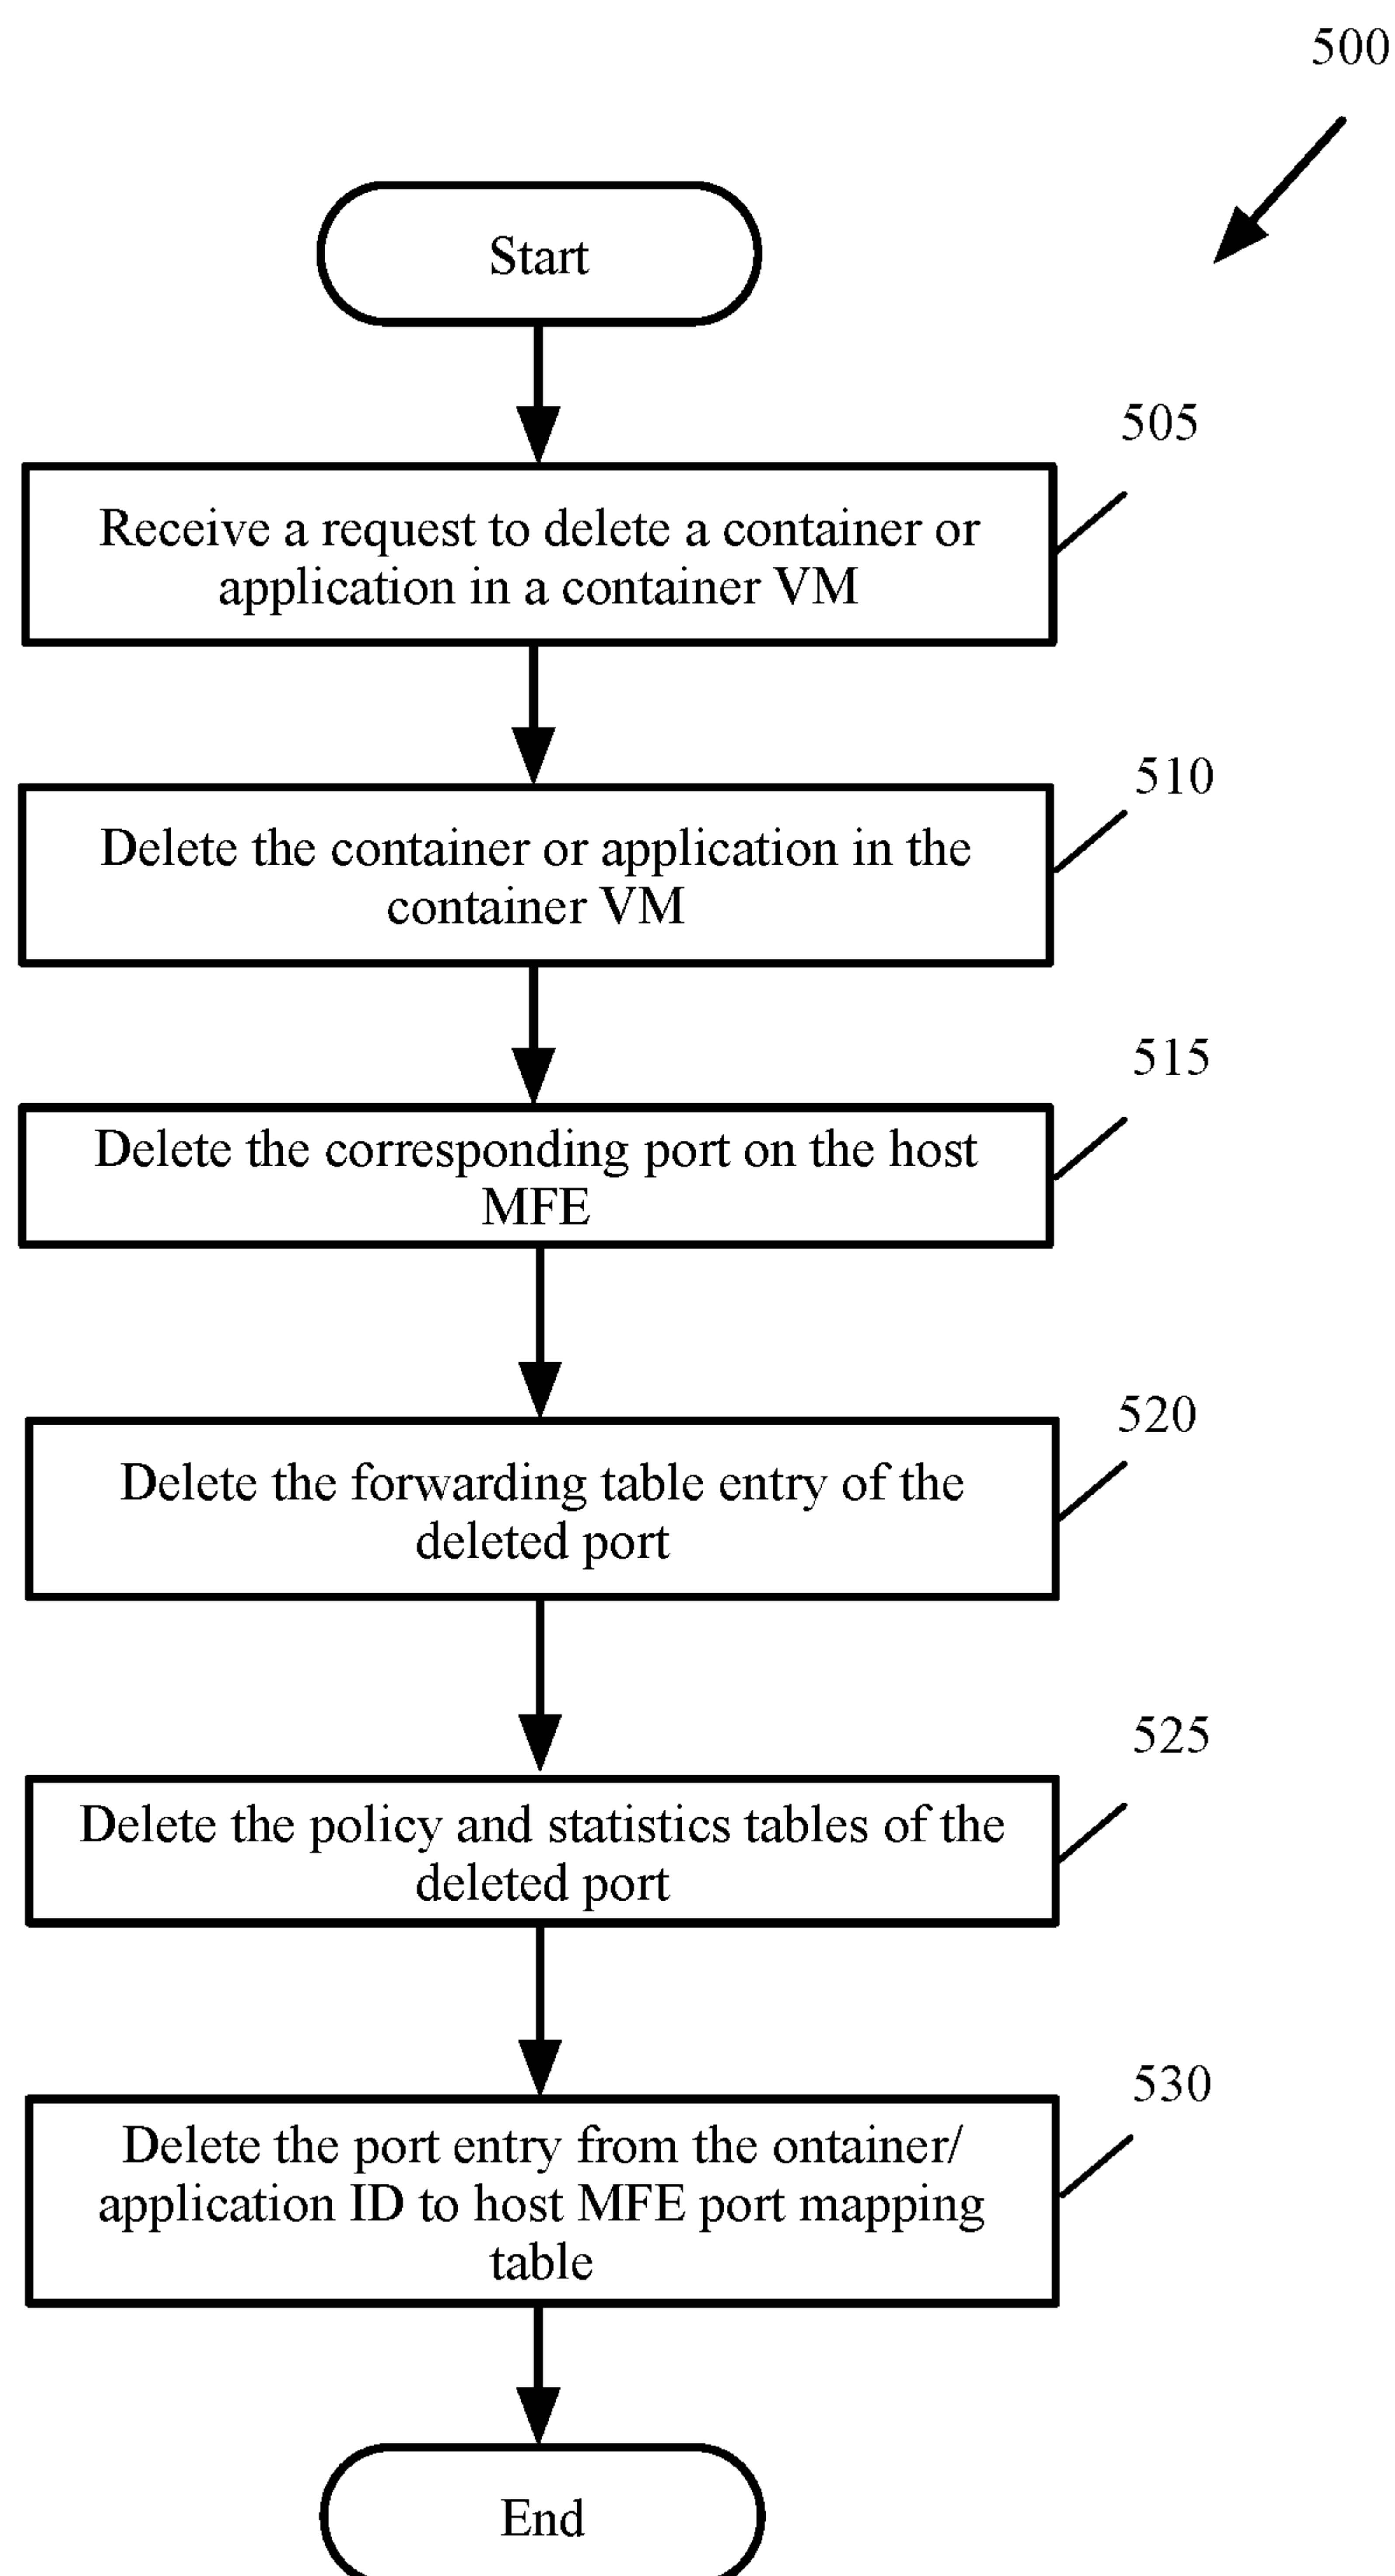 500
Start
505
Receive a request to delete a container or
application in a container VM
510
Delete the container or application in the
container VM
515
Delete the corresponding port on the host
MFE
520
Delete the forwarding table entry of the
deleted port
525
Delete the policy and statistics tables of the
deleted port
530
Delete the port entry from the ontainer/
application ID to host MFE port mapping
table
End